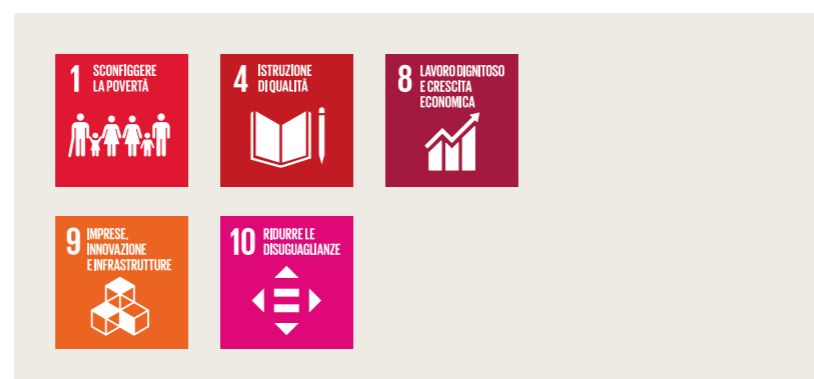 1 SCONFIGGERE
LA POVERTÀ
4 ISTRUZIONE
DI QUALITÀ
8 LAVORO DIGNITOSO
E CRESCITA
ECONOMICA
9 IMPRESE,
INNOVAZIONE
E INFRASTRUTTURE
10 RIDURRE LE
DISUGUAGLIANZE